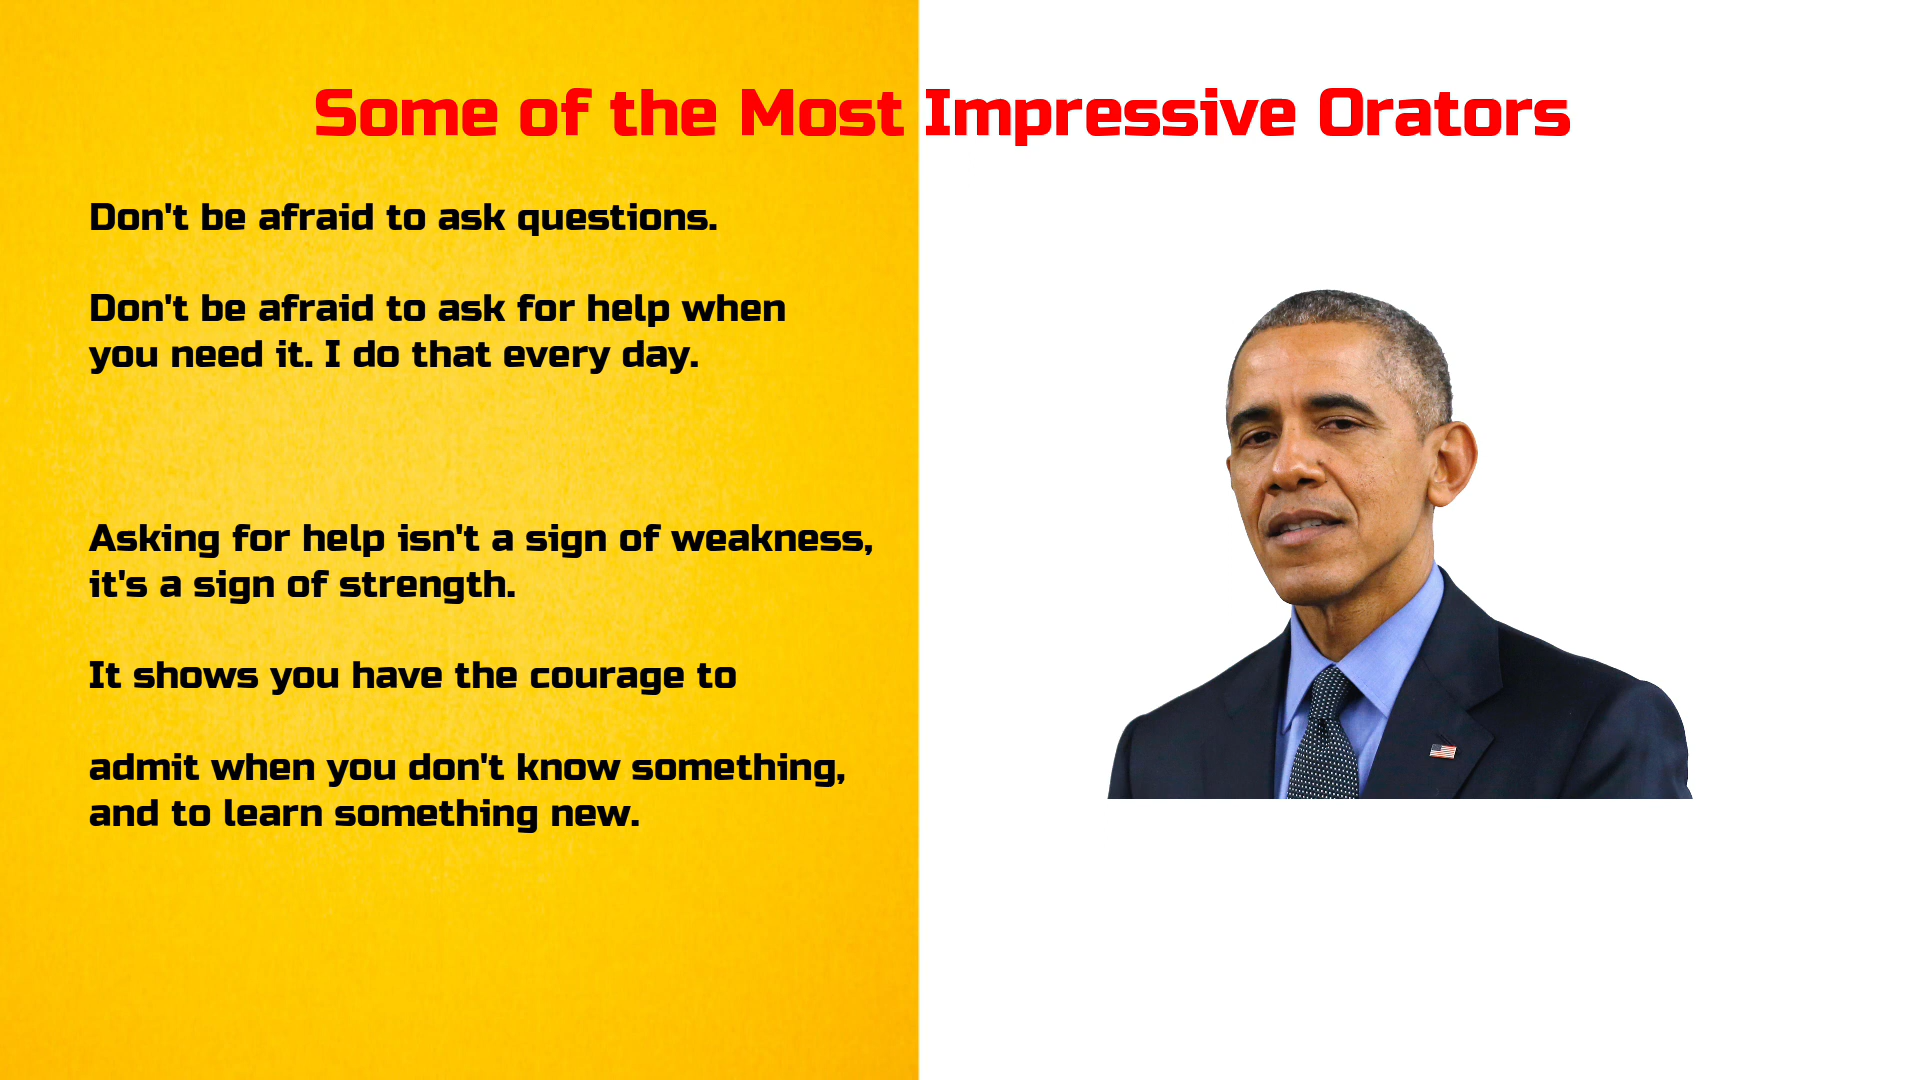 Some of the Most Impressive Orators
Don't be afraid to ask questions.
Don't be afraid to ask for help when
you need it. I do that every day.
Asking for help isn't a sign of weakness,
it's a sign of strength.
It shows you have the courage to
admit when you don't know something,
and to learn something new.